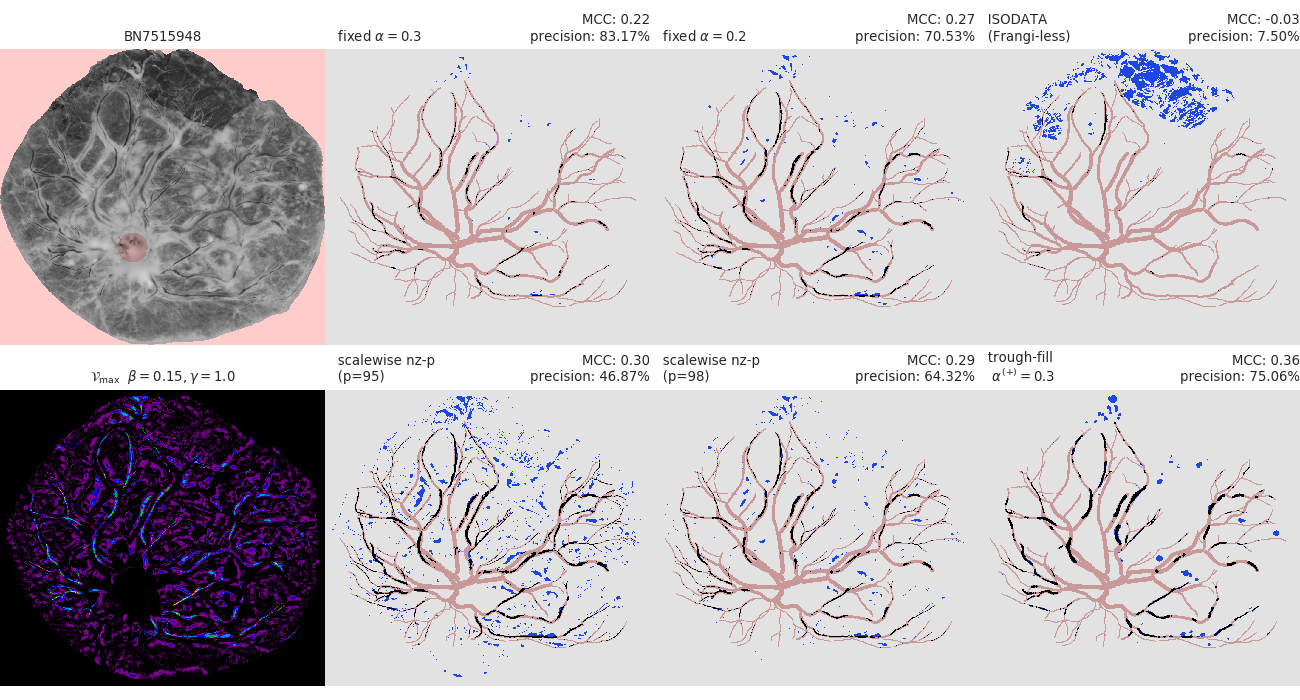 BN7515948
fixed α = 0.3
MCC: 0.22
precision: 83.17%
fixed α = 0.2
MCC: 0.27
precision: 70.53%
ISODATA
(Frangi-less)
MCC: -0.03
precision: 7.50%
𝒱max β = 0.15, γ = 1.0
scalewise nz-p
(p=95)
MCC: 0.30
precision: 46.87%
scalewise nz-p
(p=98)
MCC: 0.29
precision: 64.32%
trough-fill
α(+) = 0.3
MCC: 0.36
precision: 75.06%